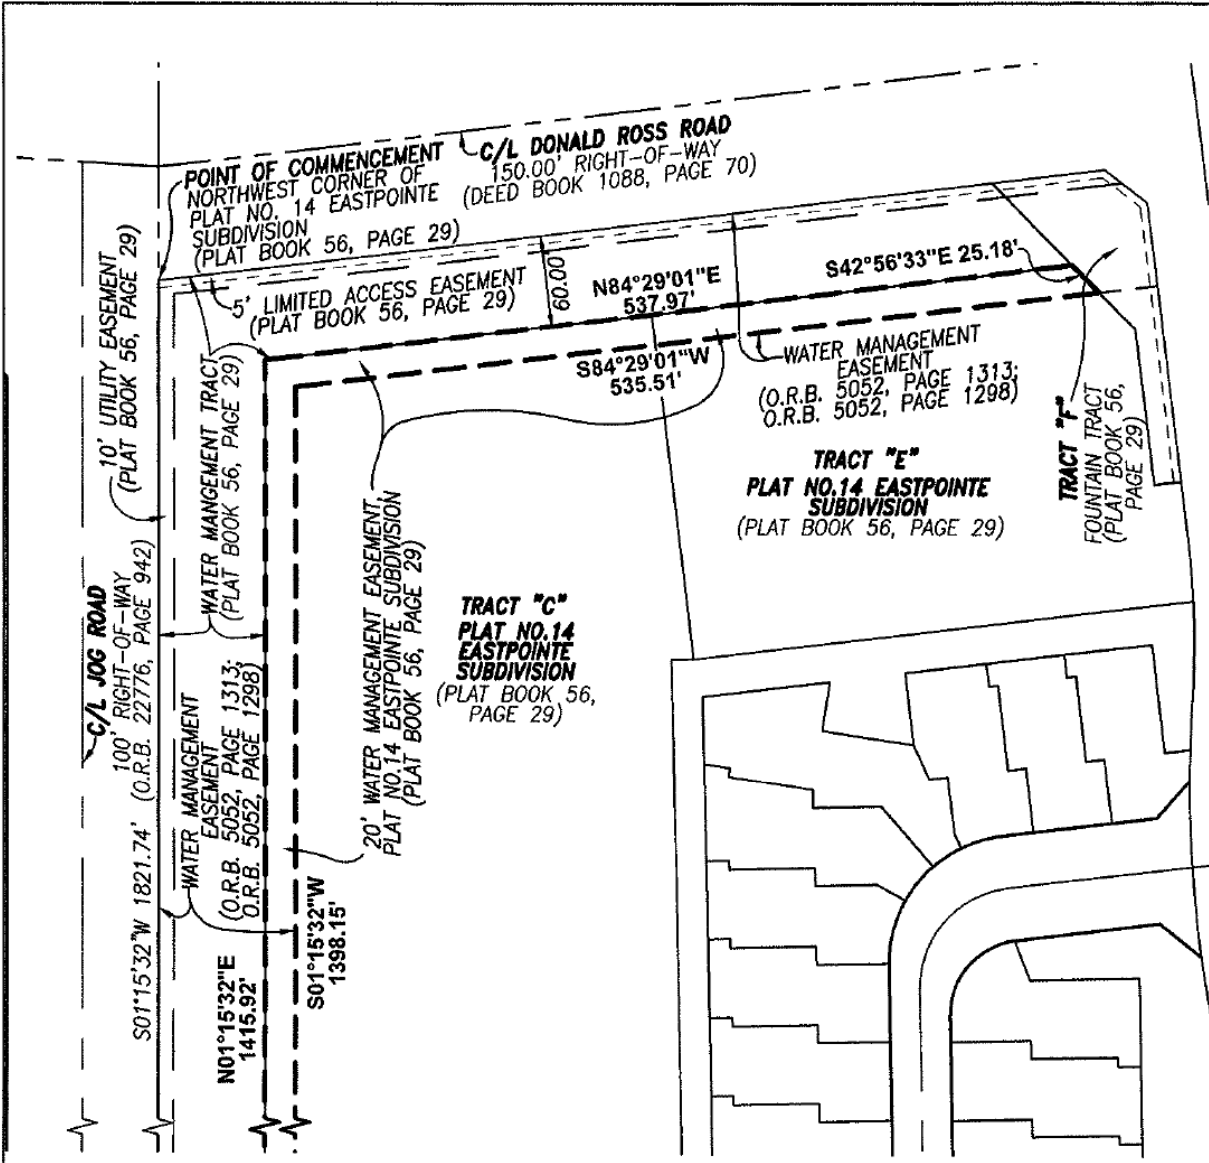 C/L DONALD ROSS ROAD
150.00' RIGHT-OF-WAY
(DEED BOOK 1088, PAGE 70)
POINT OF COMMENCEMENT
NORTHWEST CORNER OF
PLAT NO. 14 EASTPOINTE
SUBDIVISION
(PLAT BOOK 56, PAGE 29)
5' LIMITED ACCESS EASEMENT
(PLAT BOOK 56, PAGE 29)
60.00'
N84°29'01"E
537.97'
S42°56'33"E 25.18'
S84°29'01"W
535.51'
WATER MANAGEMENT
EASEMENT
(O.R.B. 5052, PAGE 1313;
O.R.B. 5052, PAGE 1298)
10' UTILITY EASEMENT
(PLAT BOOK 56, PAGE 29)
WATER MANGEMENT TRACT
(PLAT BOOK 56, PAGE 29)
TRACT "E"
PLAT NO.14 EASTPOINTE
SUBDIVISION
(PLAT BOOK 56, PAGE 29)
TRACT "F"
FOUNTAIN TRACT
(PLAT BOOK 56,
PAGE 29)
20' WATER MANAGEMENT EASEMENT,
PLAT NO.14 EASTPOINTE SUBDIVISION
(PLAT BOOK 56, PAGE 29)
TRACT "C"
PLAT NO.14
EASTPOINTE
SUBDIVISION
(PLAT BOOK 56,
PAGE 29)
C/L JOG ROAD
100' RIGHT-OF-WAY
(O.R.B. 22776, PAGE 942)
WATER MANAGEMENT
EASEMENT
(O.R.B. 5052, PAGE 1313;
O.R.B. 5052, PAGE 1298)
S01°15'32"W 1821.74'
N01°15'32"E
1415.92'
S01°15'32"W
1398.15'